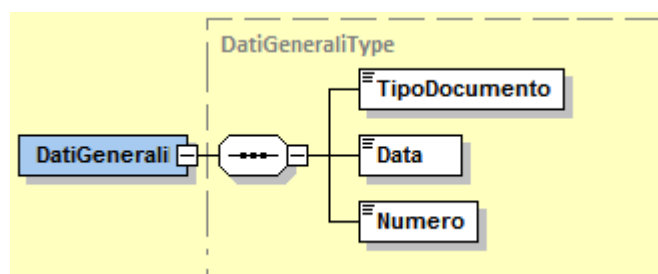 DatiGeneraliType
TipoDocumento
DatiGenerali
Data
Numero